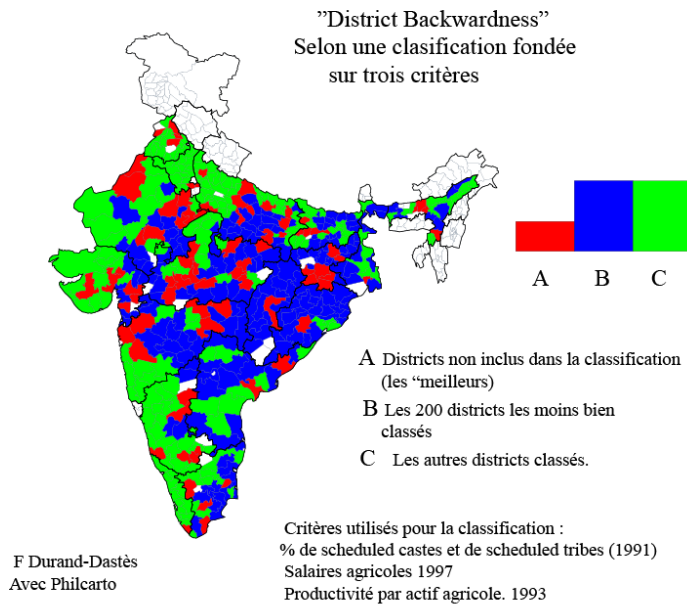 ”District Backwardness”
Selon une clasification fondée
sur trois critères
A B C
A Districts non inclus dans la classification
(les “meilleurs)
B Les 200 districts les moins bien
classés
C Les autres districts classés.
Critères utilisés pour la classification :
% de scheduled castes et de scheduled tribes (1991)
Salaires agricoles 1997
Productivité par actif agricole. 1993
F Durand-Dastès
Avec Philcarto